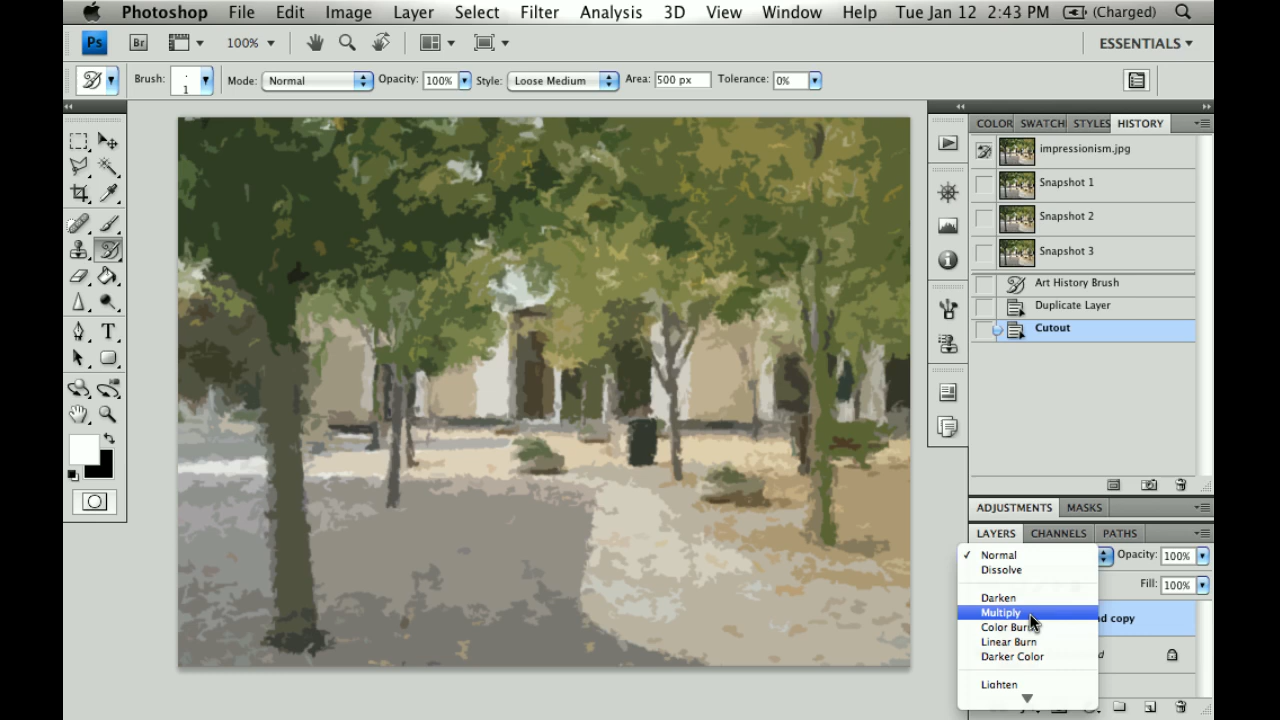 Photoshop File Edit Image Layer Select Filter Analysis 3D View Window Help Tue Jan 12 2:43 PM (Charged)
Ps Br 100% ESSENTIALS
Brush: 1 Mode: Normal Opacity: 100% Style: Loose Medium Area: 500 px Tolerance: 0%
COLOR SWATCH STYLES HISTORY
impressionism.jpg
Snapshot 1
Snapshot 2
Snapshot 3
Art History Brush
Duplicate Layer
Cutout
ADJUSTMENTS MASKS
LAYERS CHANNELS PATHS
✓ Normal Opacity: 100%
Dissolve
Fill: 100%
Darken
Multiply
d copy
Color Burn
Linear Burn
Darker Color
d
Lighten